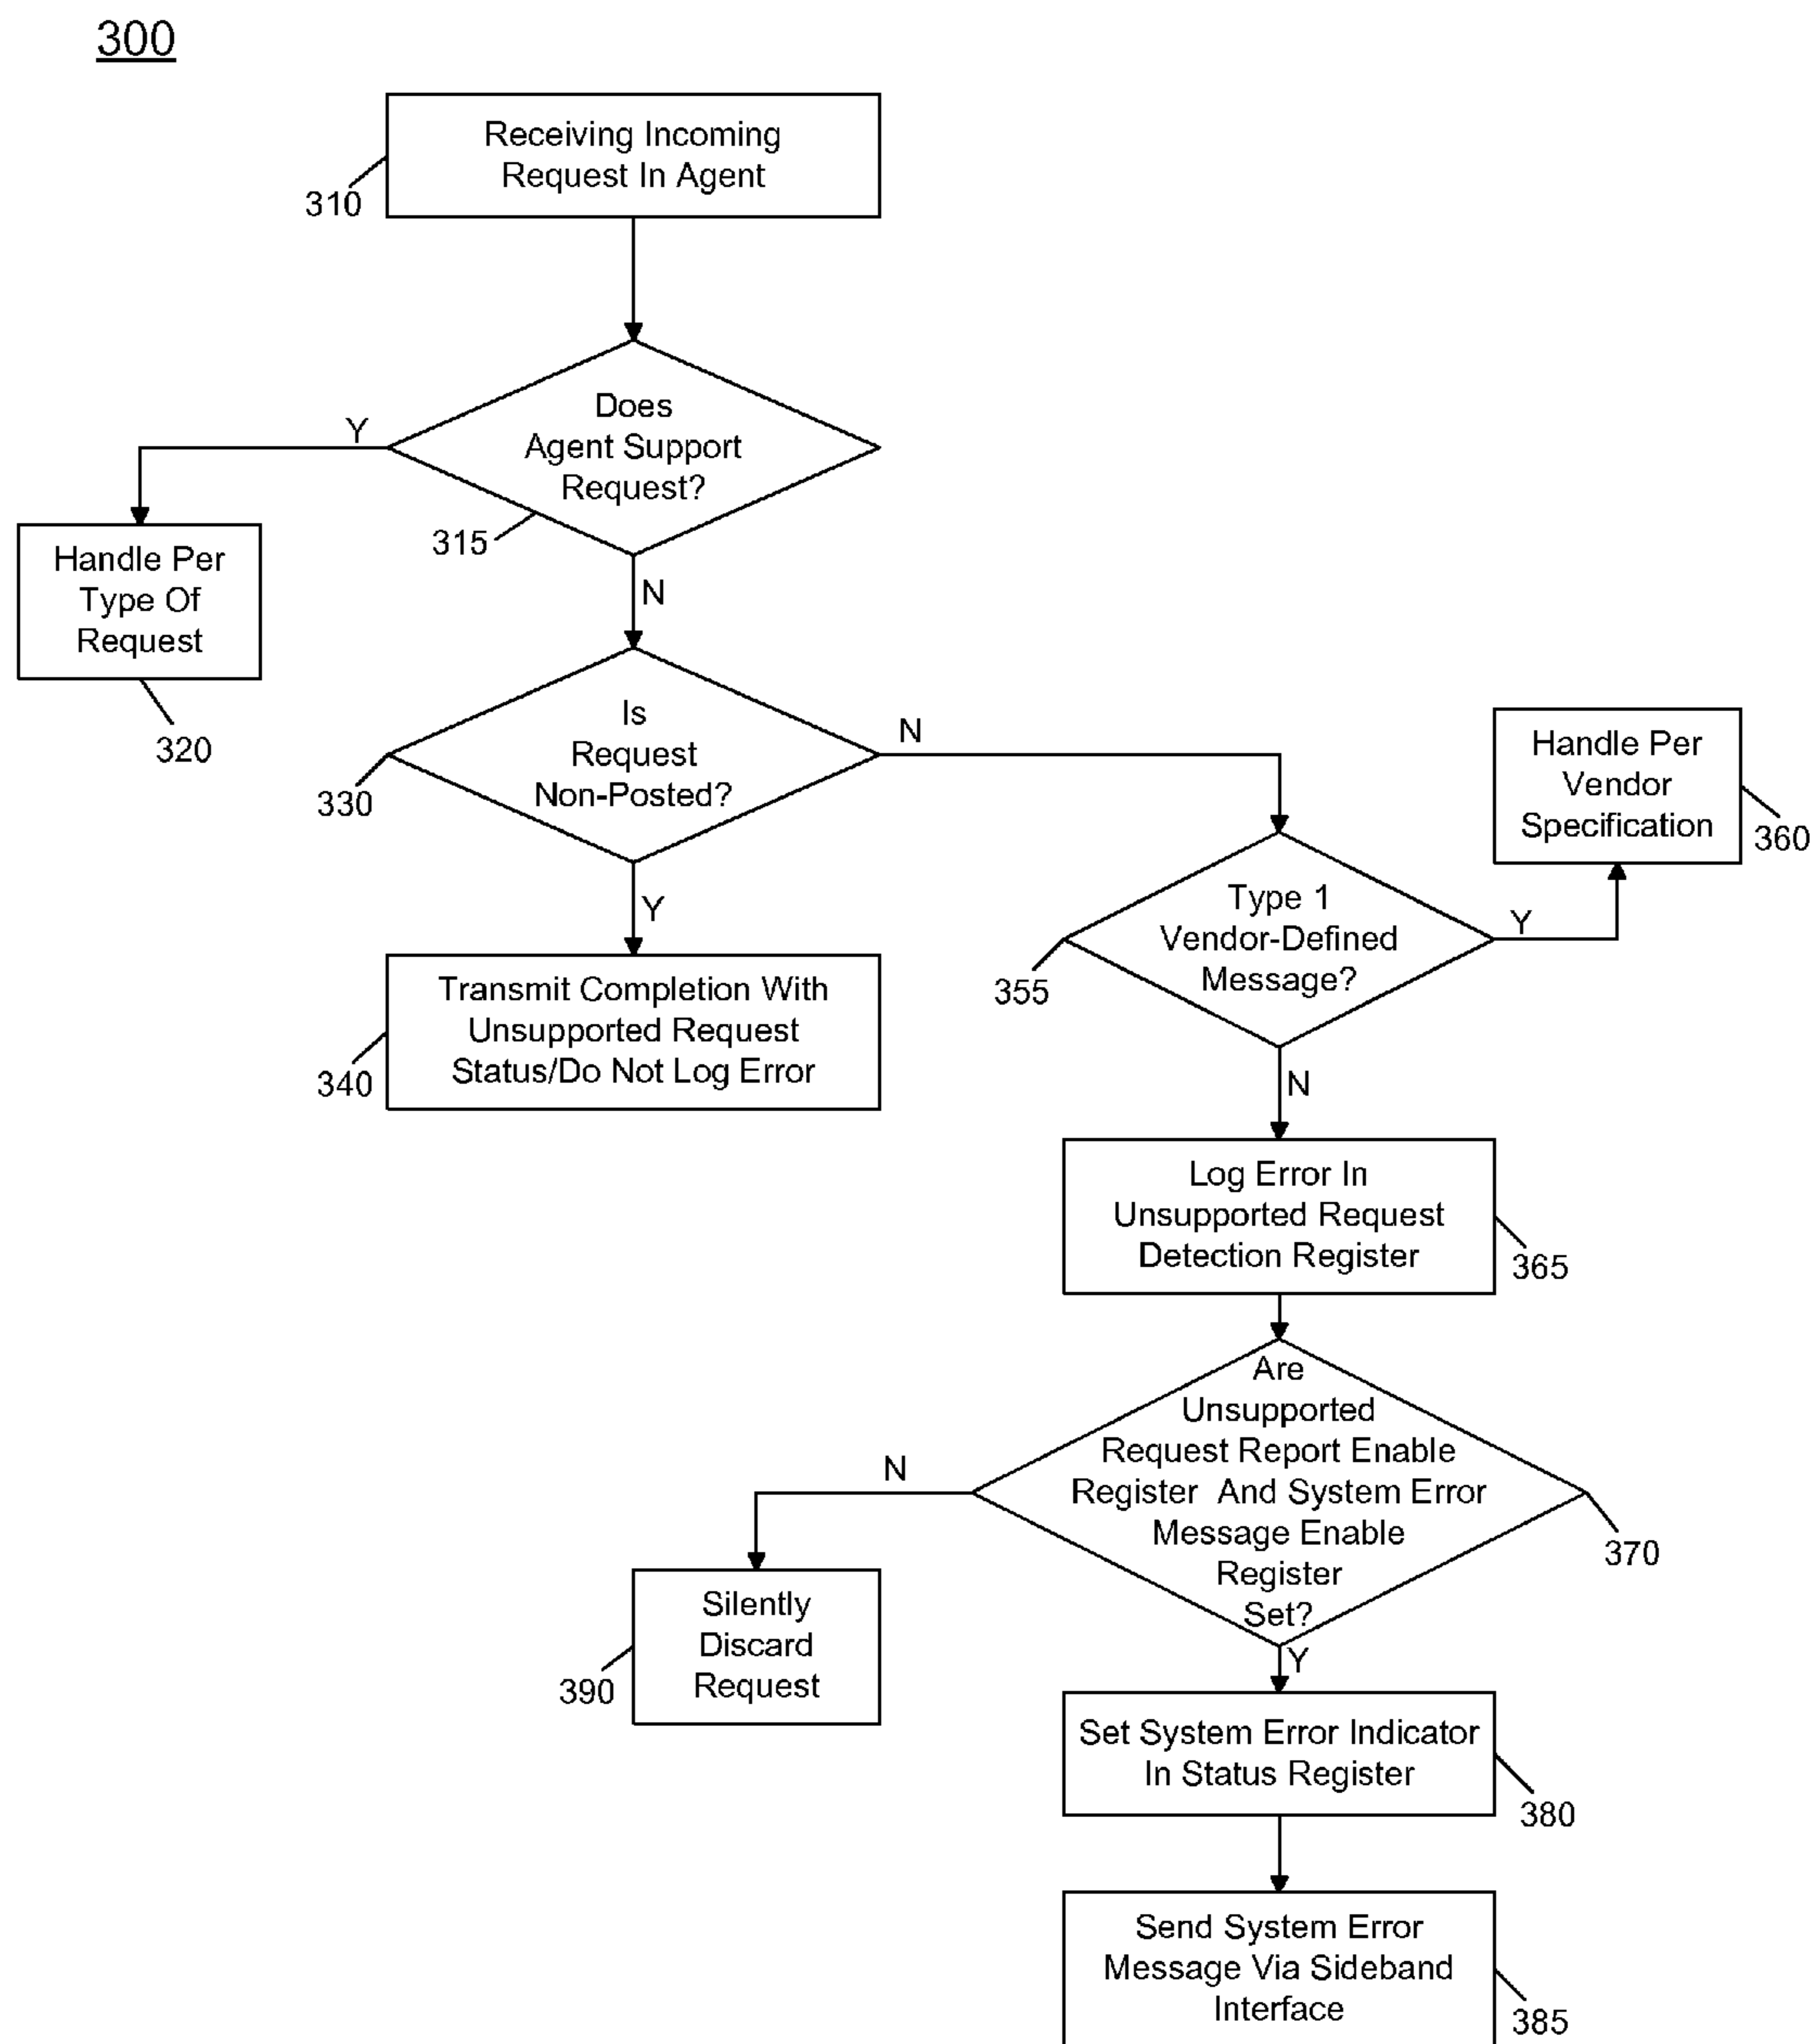 300
Receiving Incoming
Request In Agent
310
Does
Agent Support
Request?
Y
315
N
Handle Per
Type Of
Request
320
Is
Request
Non-Posted?
N
330
Y
Handle Per
Vendor
Specification
360
Type 1
Vendor-Defined
Message?
Y
355
N
Transmit Completion With
Unsupported Request
Status/Do Not Log Error
340
Log Error In
Unsupported Request
Detection Register
365
Are
Unsupported
Request Report Enable
Register And System Error
Message Enable
Register
Set?
N
370
Y
Silently
Discard
Request
390
Set System Error Indicator
In Status Register
380
Send System Error
Message Via Sideband
Interface
385